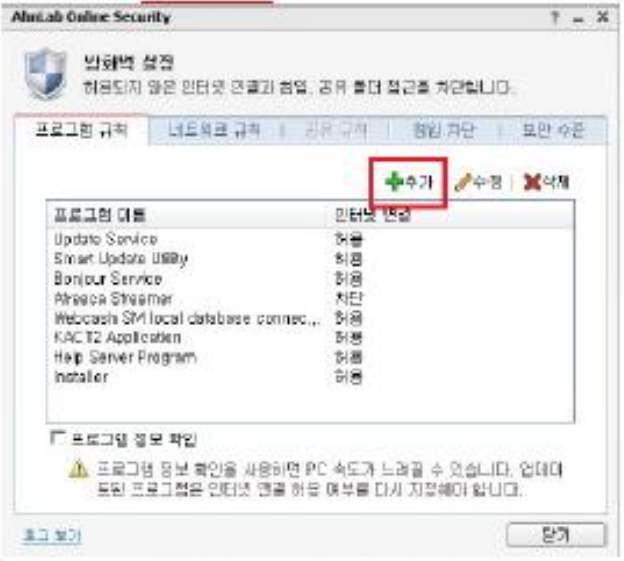 AhnLab Online Security
방화벽 설정
허용되지 않은 인터넷 연결과 침입, 공유 폴더 접근을 차단합니다.
프로그램 규칙 네트워크 규칙 공유 규칙 침입 차단 보안 수준
추가 수정 삭제
프로그램 이름 인터넷 연결
Update Service 허용
Smart Update Utility 허용
Bonjour Service 허용
Afreeca Streamer 차단
Webcash SM local database connec... 허용
KACT2 Application 허용
Help Server Program 허용
Installer 허용
프로그램 정보 확인
프로그램 정보 확인을 사용하면 PC 속도가 느려질 수 있습니다. 업데이
트된 프로그램은 인터넷 연결 허용 여부를 다시 지정해야 합니다.
로그 보기 닫기